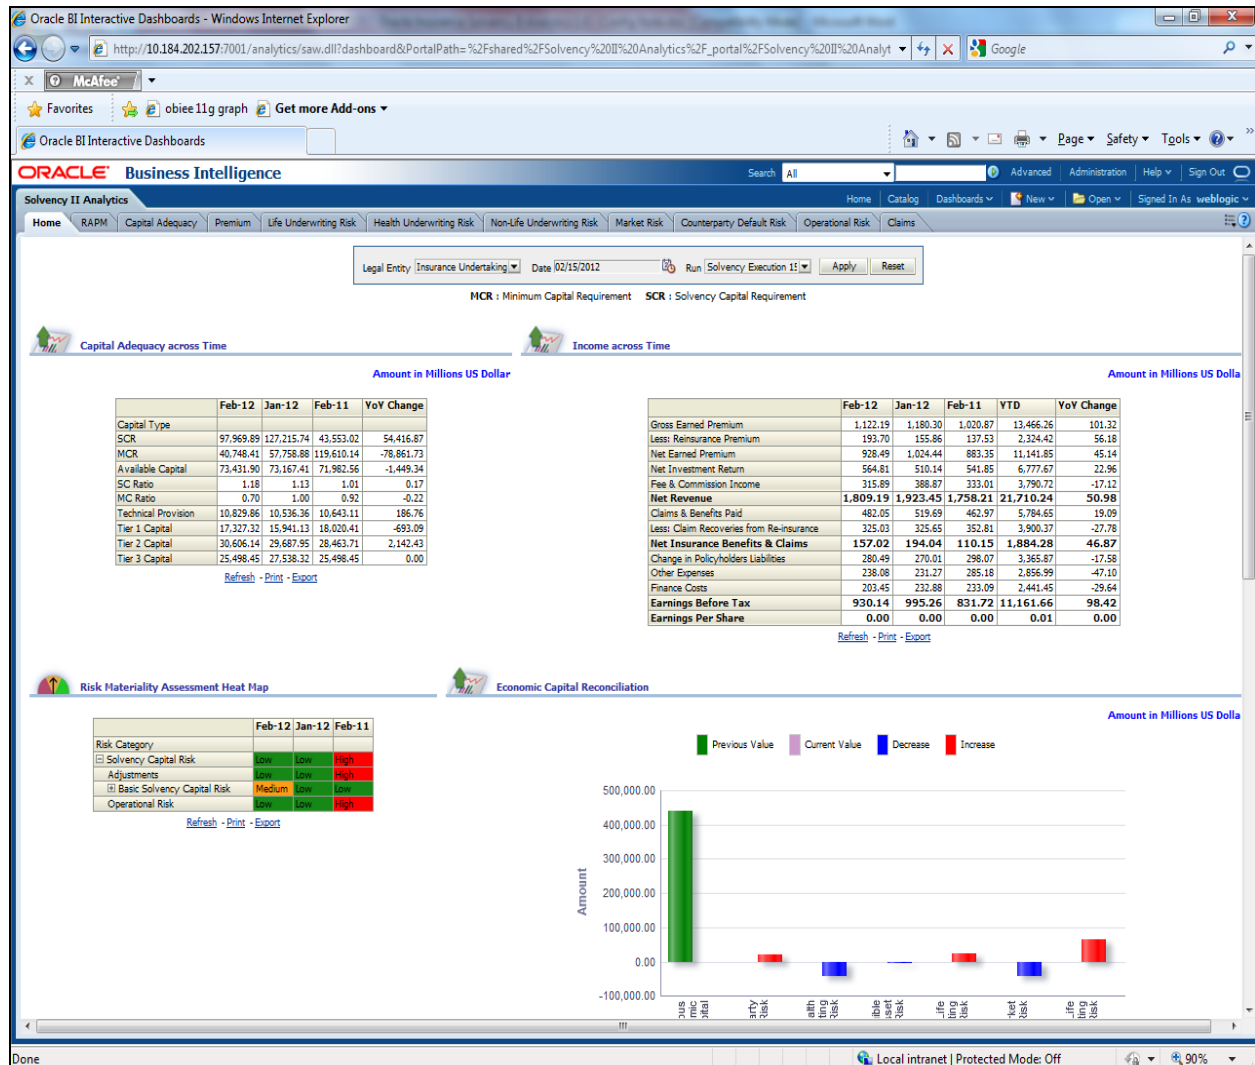 Oracle BI Interactive Dashboards - Windows Internet Explorer
http://10.184.202.157:7001/analytics/saw.dll?dashboard&PortalPath=%2Fshared%2FSolvency%20II%20Analytics%2F_portal%2FSolvency%20II%20Analyt
Google
X McAfee
Favorites obiee 11g graph Get more Add-ons
Oracle BI Interactive Dashboards
Page Safety Tools
ORACLE Business Intelligence
Search All Advanced Administration Help Sign Out
Solvency II Analytics
Home Catalog Dashboards New Open Signed In As weblogic
Home RAPM Capital Adequacy Premium Life Underwriting Risk Health Underwriting Risk Non-Life Underwriting Risk Market Risk Counterparty Default Risk Operational Risk Claims
Legal Entity Insurance Undertaking Date 02/15/2012 Run Solvency Execution 15 Apply Reset
MCR : Minimum Capital Requirement SCR : Solvency Capital Requirement
Capital Adequacy across Time
Amount in Millions US Dollar
Feb-12 Jan-12 Feb-11 YoY Change
Capital Type
SCR 97,969.89 127,215.74 43,553.02 54,416.87
MCR 40,748.41 57,758.88 119,610.14 -78,861.73
Available Capital 73,431.90 73,167.41 71,982.56 -1,449.34
SC Ratio 1.18 1.13 1.01 0.17
MC Ratio 0.70 1.00 0.92 -0.22
Technical Provision 10,829.86 10,536.36 10,643.11 186.76
Tier 1 Capital 17,327.32 15,941.13 18,020.41 -693.09
Tier 2 Capital 30,606.14 29,687.95 28,463.71 2,142.43
Tier 3 Capital 25,498.45 27,538.32 25,498.45 0.00
Refresh - Print - Export
Income across Time
Amount in Millions US Dolla
Feb-12 Jan-12 Feb-11 YTD YoY Change
Gross Earned Premium 1,122.19 1,180.30 1,020.87 13,466.26 101.32
Less: Reinsurance Premium 193.70 155.86 137.53 2,324.42 56.18
Net Earned Premium 928.49 1,024.44 883.35 11,141.85 45.14
Net Investment Return 564.81 510.14 541.85 6,777.67 22.96
Fee & Commission Income 315.89 388.87 333.01 3,790.72 -17.12
Net Revenue 1,809.19 1,923.45 1,758.21 21,710.24 50.98
Claims & Benefits Paid 482.05 519.69 462.97 5,784.65 19.09
Less: Claim Recoveries from Re-insurance 325.03 325.65 352.81 3,900.37 -27.78
Net Insurance Benefits & Claims 157.02 194.04 110.15 1,884.28 46.87
Change in Policyholders Liabilities 280.49 270.01 298.07 3,365.87 -17.58
Other Expenses 238.08 231.27 285.18 2,856.99 -47.10
Finance Costs 203.45 232.88 233.09 2,441.45 -29.64
Earnings Before Tax 930.14 995.26 831.72 11,161.66 98.42
Earnings Per Share 0.00 0.00 0.00 0.01 0.00
Refresh - Print - Export
Risk Materiality Assessment Heat Map
Feb-12 Jan-12 Feb-11
Risk Category
Solvency Capital Risk Low Low High
Adjustments Low Low High
Basic Solvency Capital Risk Medium Low Low
Operational Risk Low Low High
Refresh - Print - Export
Economic Capital Reconciliation
Amount in Millions US Dolla
Previous Value Current Value Decrease Increase
500,000.00
400,000.00
300,000.00
200,000.00
100,000.00
0.00
-100,000.00
Amount
Done
Local intranet | Protected Mode: Off
90%